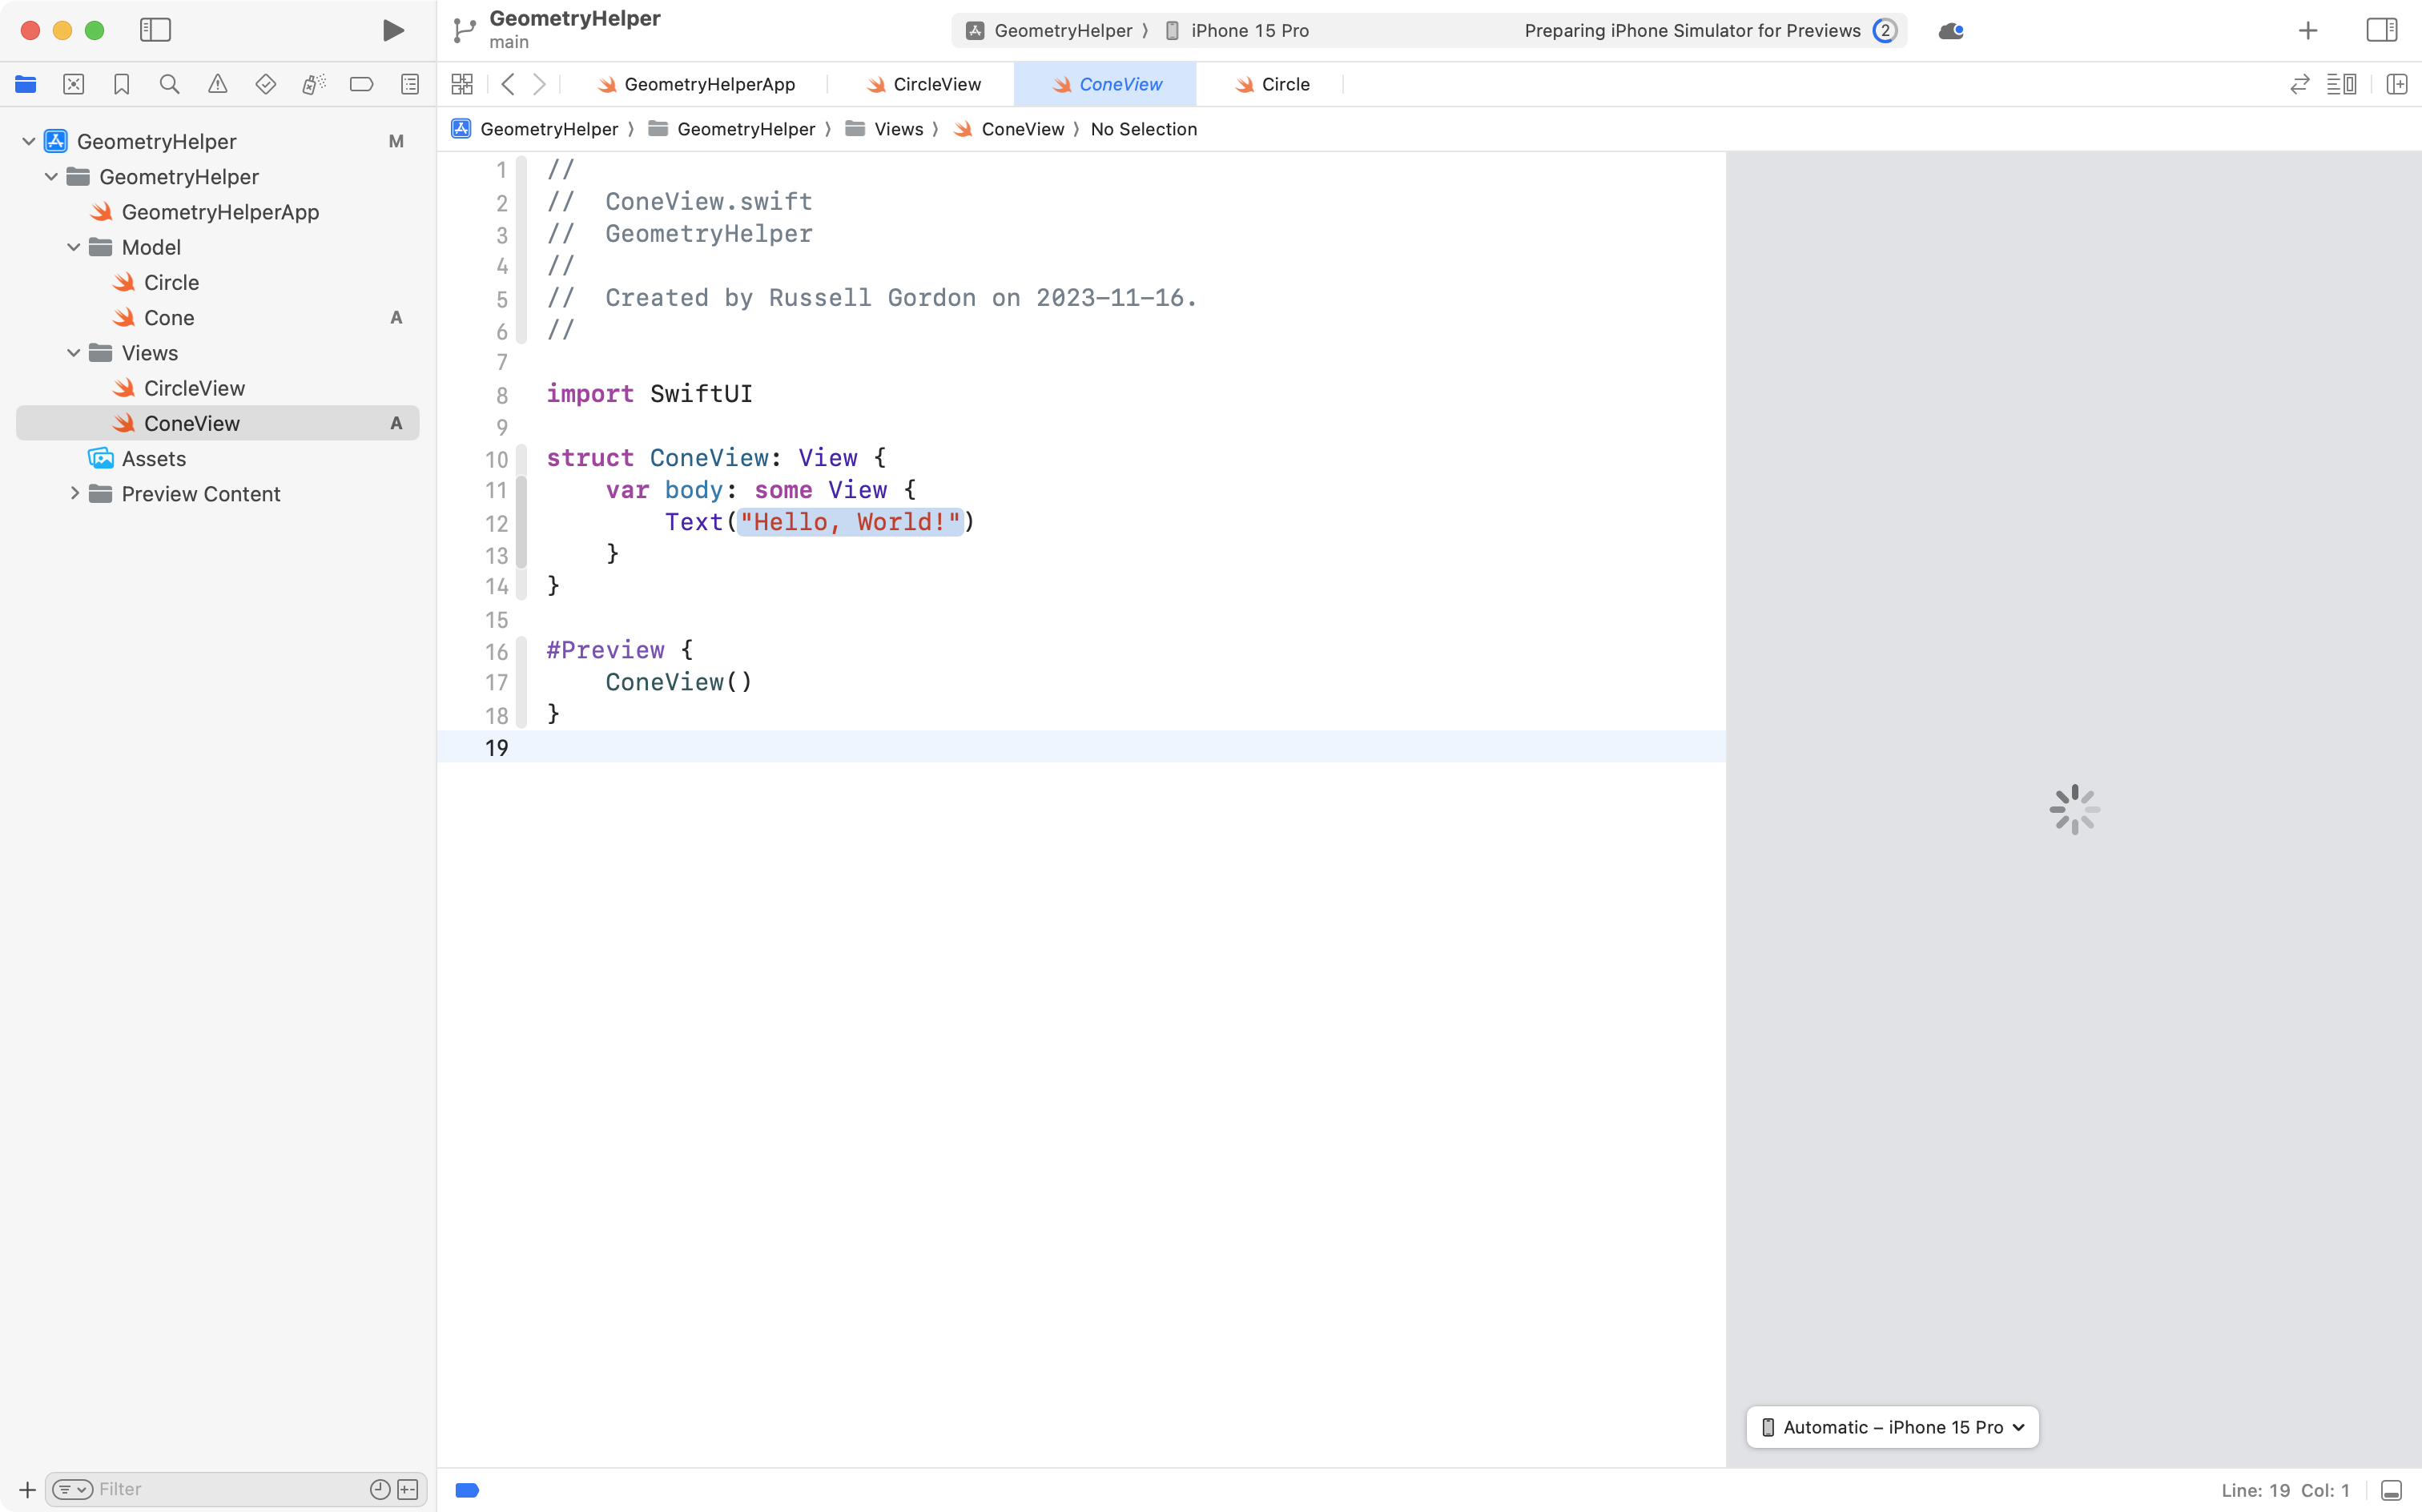 GeometryHelper
main
GeometryHelper ⟩ iPhone 15 Pro
Preparing iPhone Simulator for Previews 2
GeometryHelperApp
CircleView
ConeView
Circle
GeometryHelper ⟩ GeometryHelper ⟩ Views ⟩ ConeView ⟩ No Selection
GeometryHelper M
GeometryHelper
GeometryHelperApp
Model
Circle
Cone A
Views
CircleView
ConeView A
Assets
Preview Content
1 //
2 //  ConeView.swift
3 //  GeometryHelper
4 //
5 //  Created by Russell Gordon on 2023-11-16.
6 //
7
8 import SwiftUI
9
10 struct ConeView: View {
11     var body: some View {
12         Text("Hello, World!")
13     }
14 }
15
16 #Preview {
17     ConeView()
18 }
19
Automatic – iPhone 15 Pro
Filter
Line: 19 Col: 1